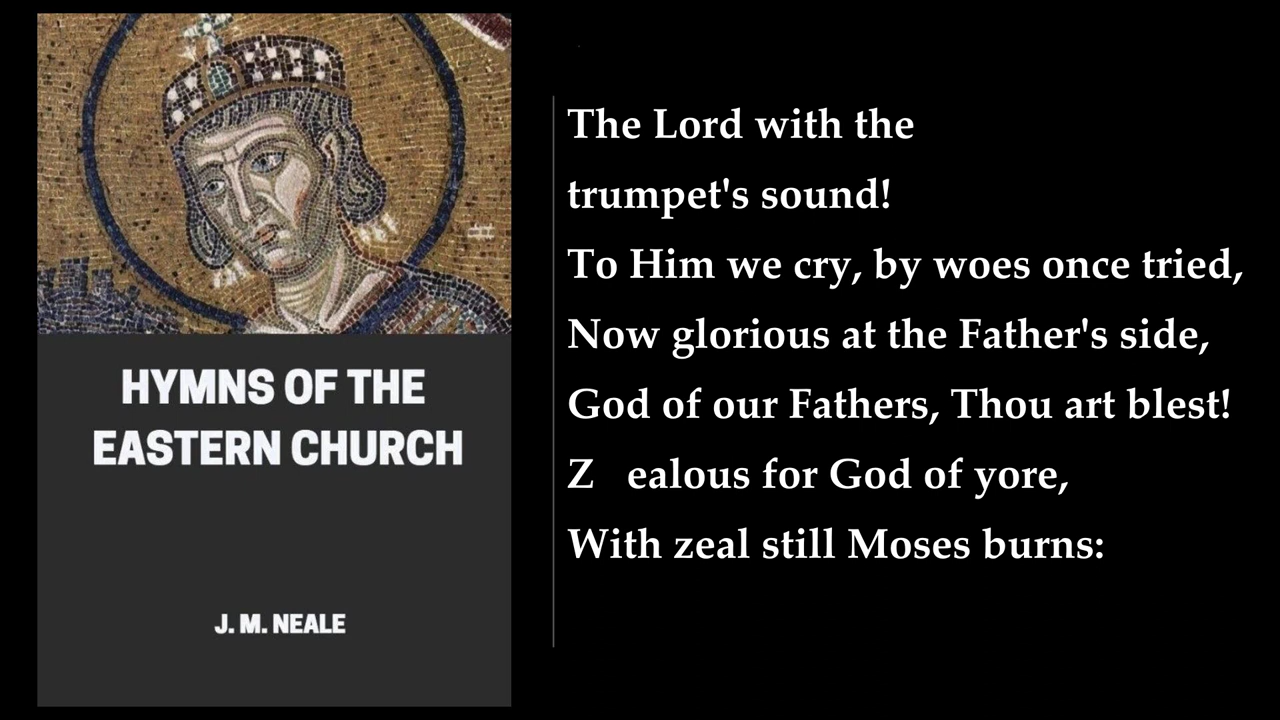 HYMNS OF THE
EASTERN CHURCH
J. M. NEALE
The Lord with the
trumpet's sound!
To Him we cry, by woes once tried,
Now glorious at the Father's side,
God of our Fathers, Thou art blest!
Z ealous for God of yore,
With zeal still Moses burns: